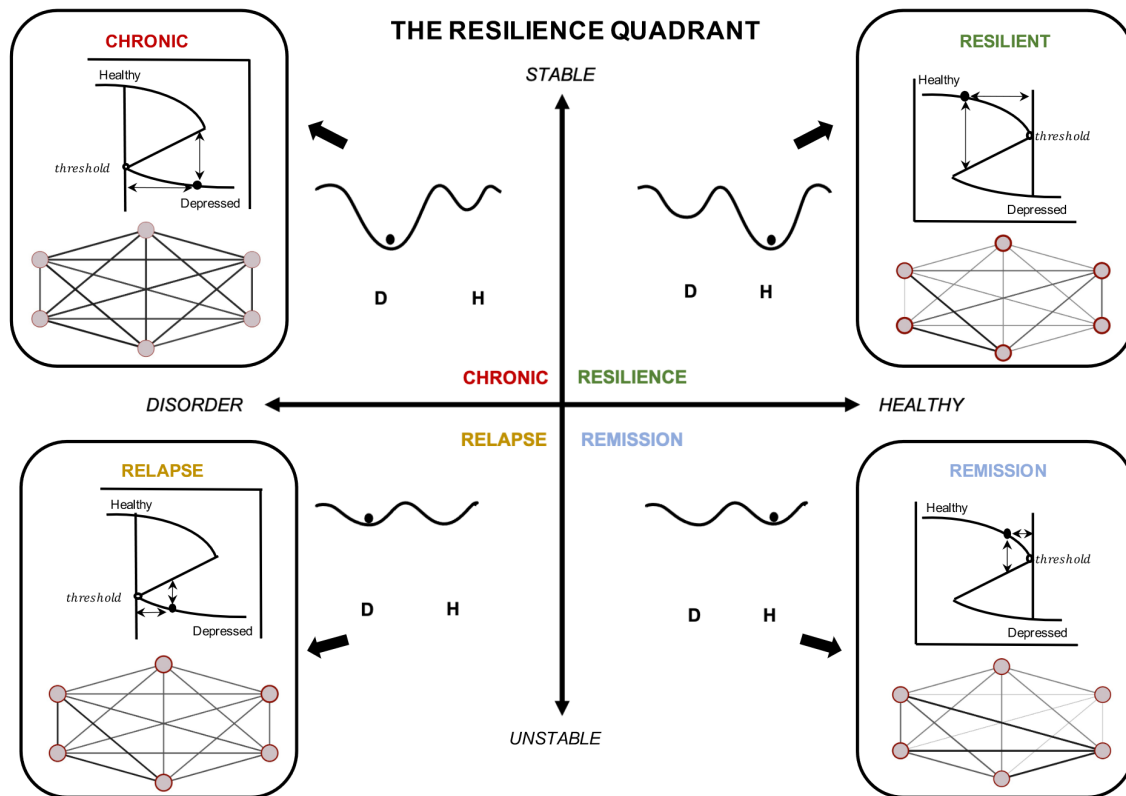 THE RESILIENCE QUADRANT
CHRONIC
Healthy
threshold
Depressed
STABLE
RESILIENT
Healthy
threshold
Depressed
D H
D H
CHRONIC RESILIENCE
DISORDER
HEALTHY
RELAPSE REMISSION
RELAPSE
Healthy
threshold
Depressed
D H
D H
REMISSION
Healthy
threshold
Depressed
UNSTABLE